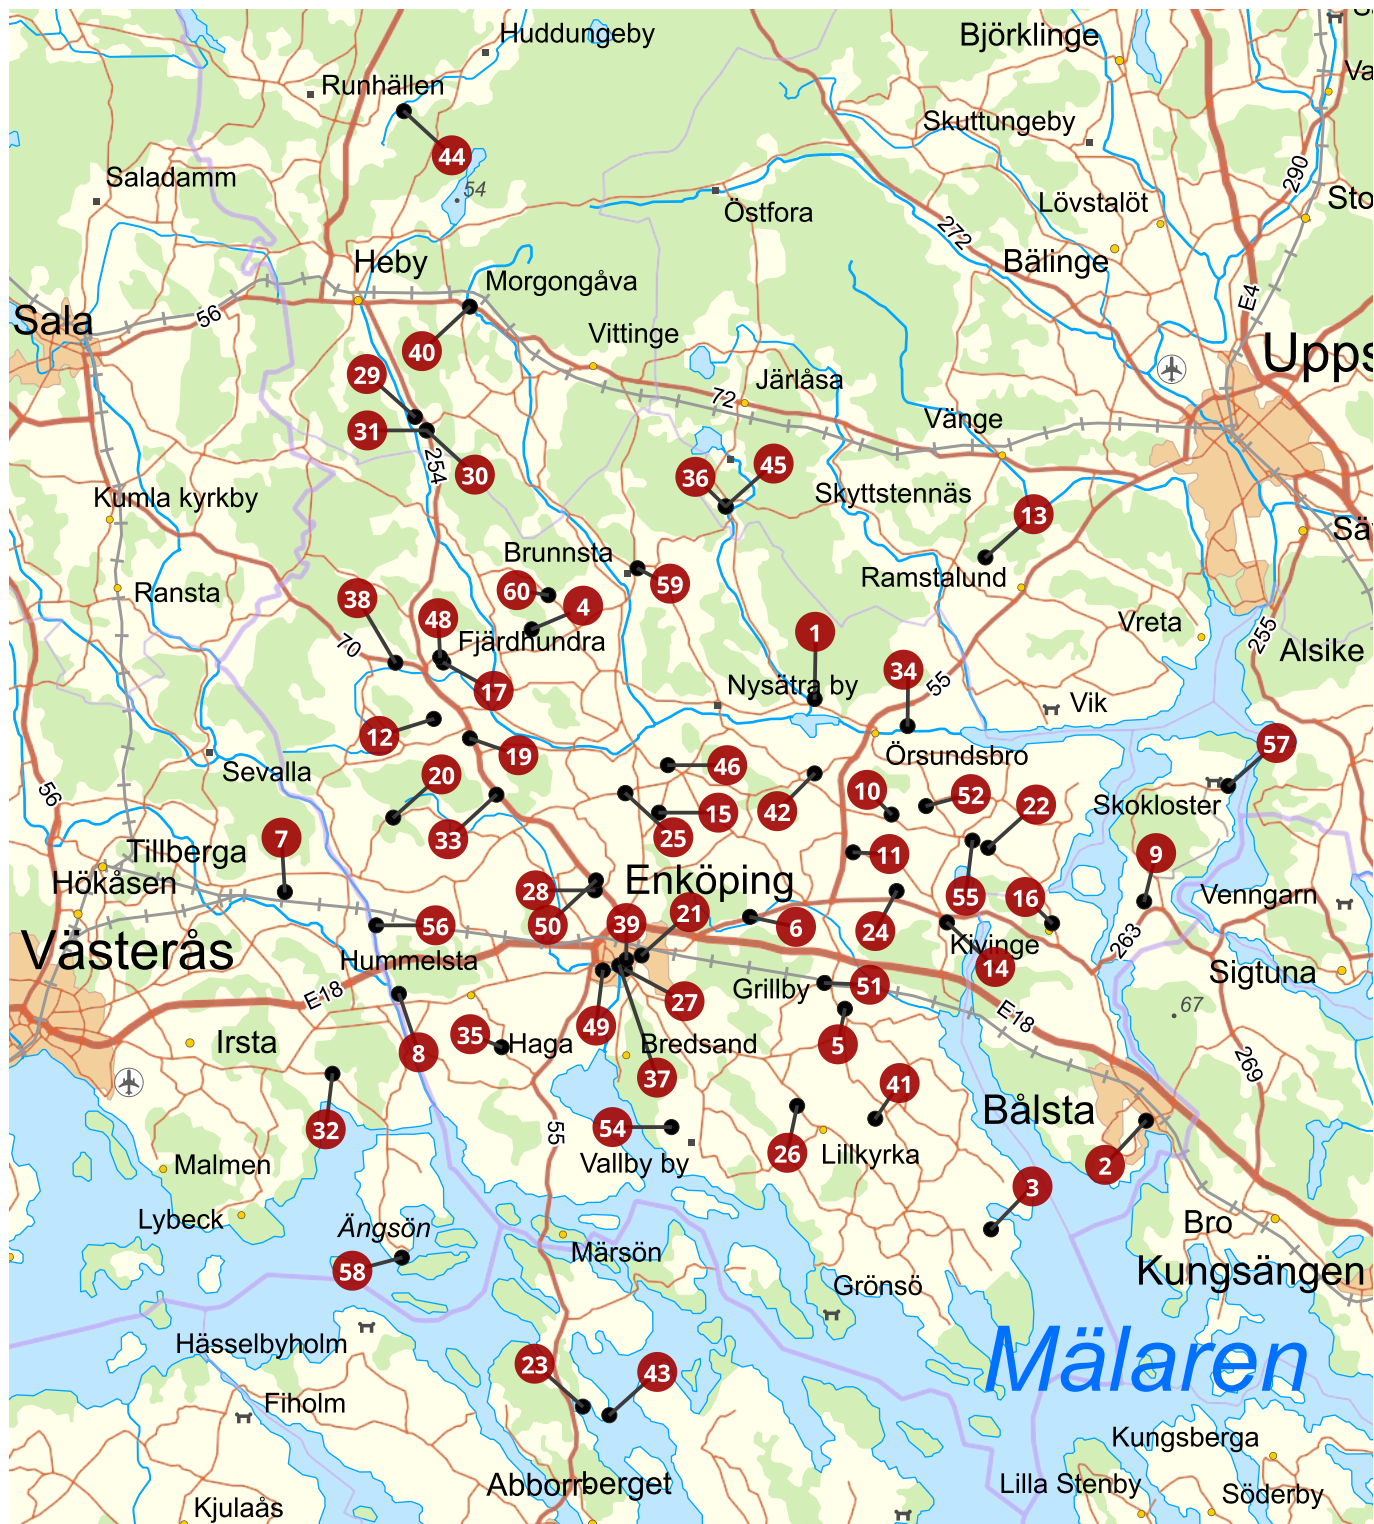 Huddungeby
Björklinge
Runhällen
Va
Skuttungeby
44
290
Saladamm
54
Östfora
Lövstalöt
Sto
272
Heby
Bälinge
Morgongåva
E4
Sala
56
Vittinge
Upps
40
29
Järlåsa
72
Vänge
31
254
30
36
45
Skyttstennäs
Kumla kyrkby
13
Sä
Brunnsta
Ramstalund
Ransta
60
59
38
4
48
Fjärdhundra
1
Vreta
255
70
Alsike
34
Nysätra by
55
17
Vik
12
19
57
Örsundsbro
Sevalla
20
46
56
10
52
22
Skokloster
7
33
15
42
25
Tillberga
11
9
Hökåsen
28
Enköping
55
16
Venngarn
50
39
21
6
24
56
Kivinge
263
Västerås
Hummelsta
14
Sigtuna
E18
Grillby
51
27
67
E18
49
35
Haga
Irsta
8
Bredsand
5
269
37
41
Bålsta
32
54
55
26
Lillkyrka
Vallby by
2
Malmen
3
Lybeck
Ängsön
Bro
Märsön
58
Kungsängen
Grönsö
Hässelbyholm
Mälaren
23
43
Fiholm
Kungsberga
Abborrberget
Lilla Stenby
Söderby
Kjulaås